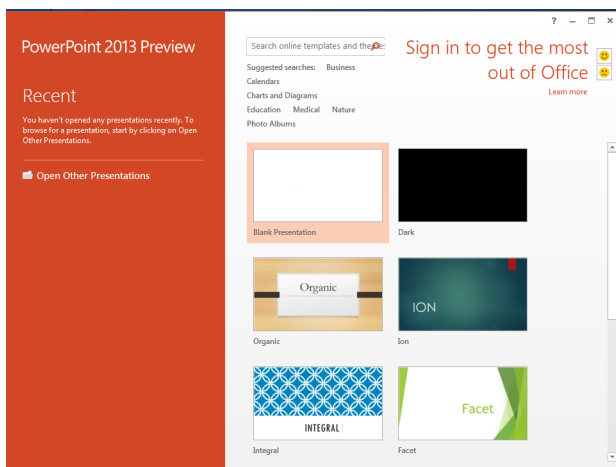 ? – □ ×
PowerPoint 2013 Preview
Recent
You haven't opened any presentations recently. To
browse for a presentation, start by clicking on Open
Other Presentations.
Open Other Presentations
Search online templates and
Suggested searches: Business
Calendars
Charts and Diagrams
Education Medical Nature
Photo Albums
Sign in to get the most
out of Office
Learn more
Blank Presentation
Dark
Organic
Organic
ION
Ion
INTEGRAL
Integral
Facet
Facet